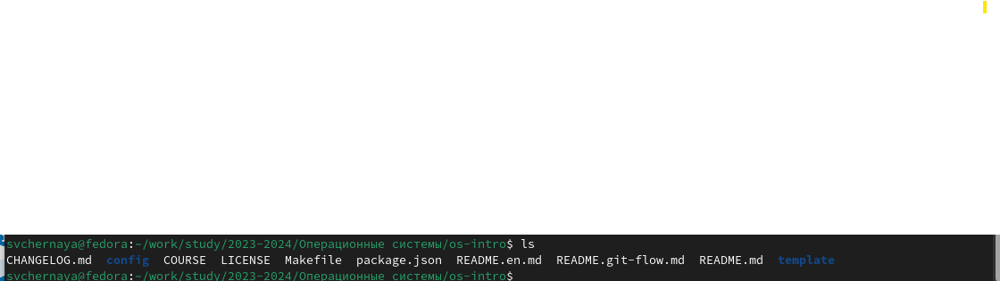 svchernaya@fedora:~/work/study/2023-2024/Операционные системы/os-intro$ ls
CHANGELOG.md config COURSE LICENSE Makefile package.json README.en.md README.git-flow.md README.md template
svchernaya@fedora:~/work/study/2023-2024/Операционные системы/os-intro$